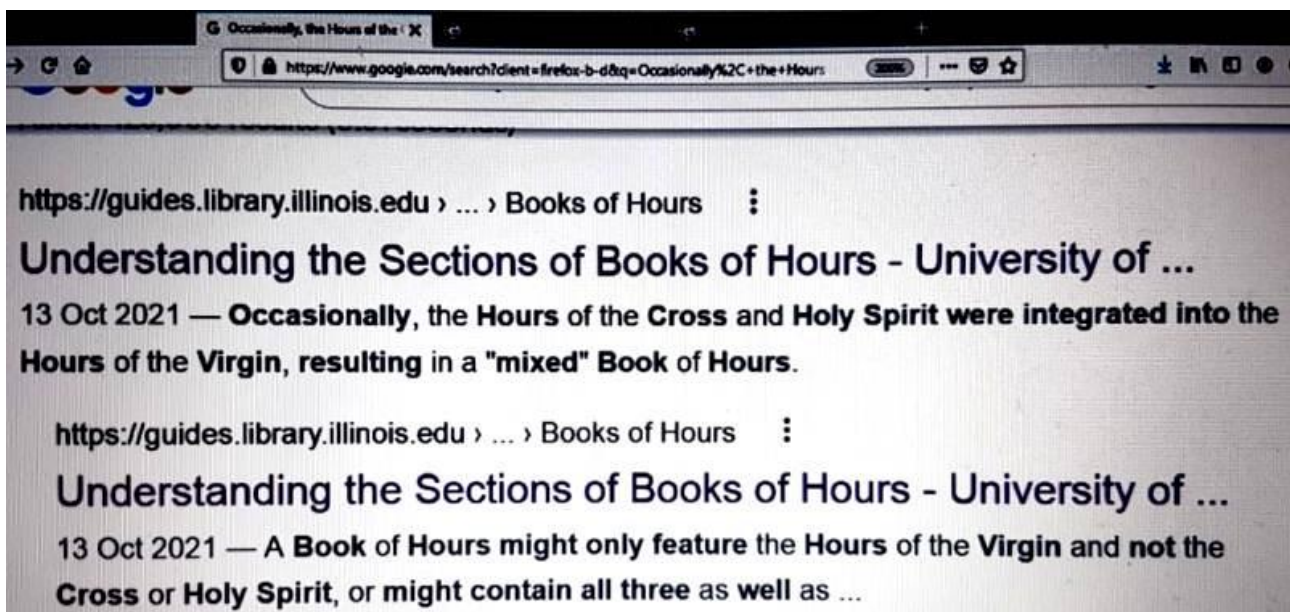 G Occasionally, the Hours of the
https://www.google.com/search?client=firefox-b-d&q=Occasionally%2C+the+Hours
https://guides.library.illinois.edu › ... › Books of Hours
Understanding the Sections of Books of Hours - University of ...
13 Oct 2021 — Occasionally, the Hours of the Cross and Holy Spirit were integrated into the
Hours of the Virgin, resulting in a "mixed" Book of Hours.
https://guides.library.illinois.edu › ... › Books of Hours
Understanding the Sections of Books of Hours - University of ...
13 Oct 2021 — A Book of Hours might only feature the Hours of the Virgin and not the
Cross or Holy Spirit, or might contain all three as well as ...